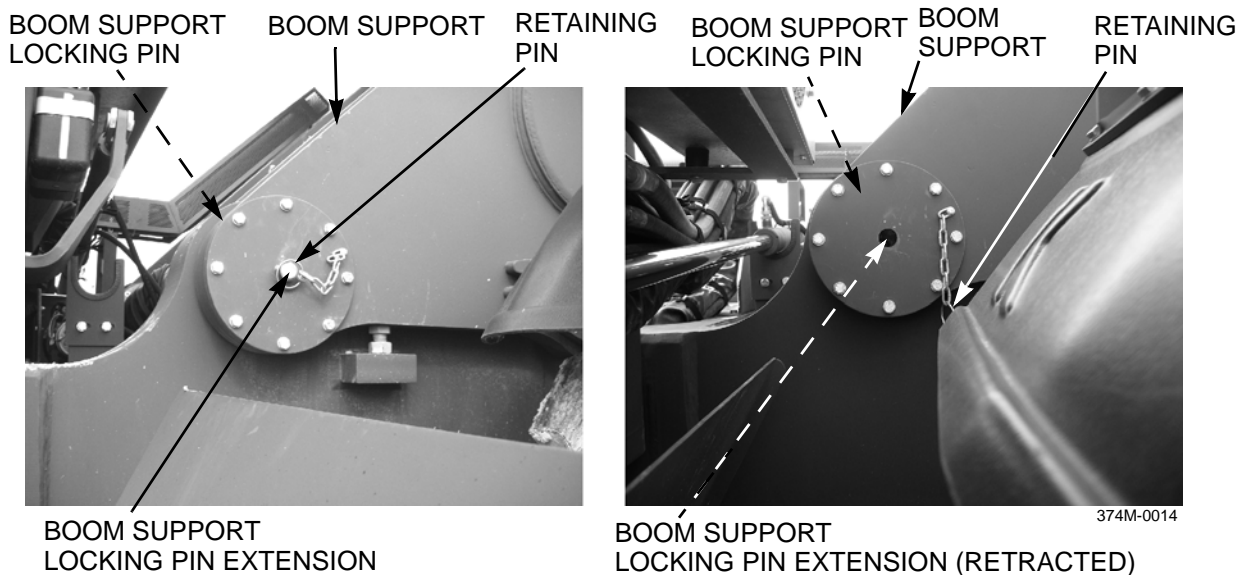 BOOM SUPPORT
LOCKING PIN
BOOM SUPPORT
RETAINING
PIN
BOOM SUPPORT
LOCKING PIN EXTENSION
BOOM SUPPORT
LOCKING PIN
BOOM
SUPPORT
RETAINING
PIN
374M-0014
BOOM SUPPORT
LOCKING PIN EXTENSION (RETRACTED)